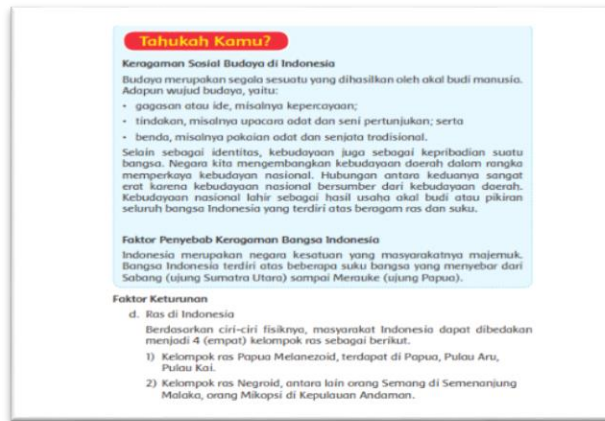 Tahukah Kamu?
Keragaman Sosial Budaya di Indonesia
Budaya merupakan segala sesuatu yang dihasilkan oleh akal budi manusia.
Adapun wujud budaya, yaitu:
• gagasan atau ide, misalnya kepercayaan;
• tindakan, misalnya upacara adat dan seni pertunjukan; serta
• benda, misalnya pakaian adat dan senjata tradisional.
Selain sebagai identitas, kebudayaan juga sebagai kepribadian suatu
bangsa. Negara kita mengembangkan kebudayaan daerah dalam rangka
memperkaya kebudayaan nasional. Hubungan antara keduanya sangat
erat karena kebudayaan nasional bersumber dari kebudayaan daerah.
Kebudayaan nasional lahir sebagai hasil usaha akal budi atau pikiran
seluruh bangsa Indonesia yang terdiri atas beragam ras dan suku.
Faktor Penyebab Keragaman Bangsa Indonesia
Indonesia merupakan negara kesatuan yang masyarakatnya majemuk.
Bangsa Indonesia terdiri atas beberapa suku bangsa yang menyebar dari
Sabang (ujung Sumatra Utara) sampai Merauke (ujung Papua).
Faktor Keturunan
d. Ras di Indonesia
Berdasarkan ciri-ciri fisiknya, masyarakat Indonesia dapat dibedakan
menjadi 4 (empat) kelompok ras sebagai berikut.
1) Kelompok ras Papua Melanezoid, terdapat di Papua, Pulau Aru,
Pulau Kai.
2) Kelompok ras Negroid, antara lain orang Semang di Semenanjung
Malaka, orang Mikopsi di Kepulauan Andaman.